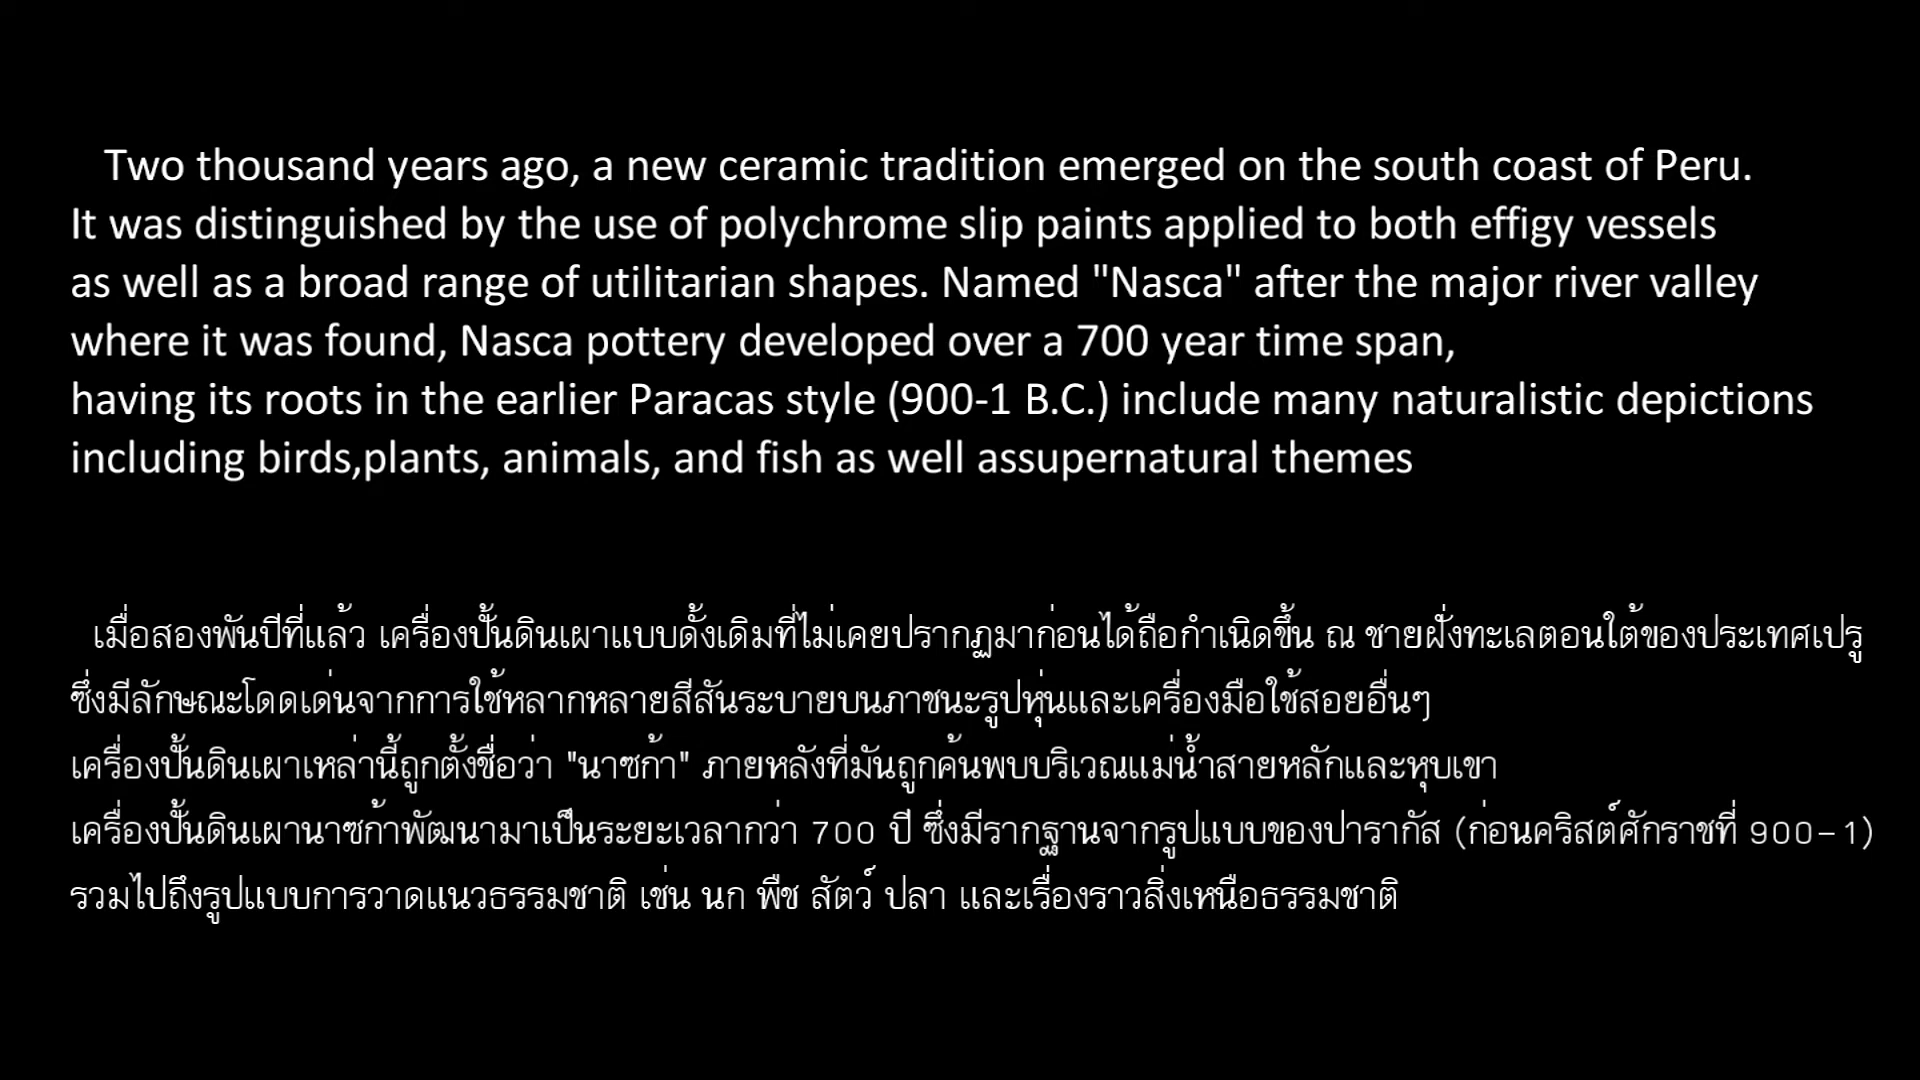 Two thousand years ago, a new ceramic tradition emerged on the south coast of Peru.
It was distinguished by the use of polychrome slip paints applied to both effigy vessels
as well as a broad range of utilitarian shapes. Named "Nasca" after the major river valley
where it was found, Nasca pottery developed over a 700 year time span,
having its roots in the earlier Paracas style (900-1 B.C.) include many naturalistic depictions
including birds,plants, animals, and fish as well assupernatural themes
เมื่อสองพันปีที่แล้ว เครื่องปั้นดินเผาแบบดั้งเดิมที่ไม่เคยปรากฏมาก่อนได้ถือกำเนิดขึ้น ณ ชายฝั่งทะเลตอนใต้ของประเทศเปรู
ซึ่งมีลักษณะโดดเด่นจากการใช้หลากหลายสีสันระบายบนภาชนะรูปหุ่นและเครื่องมือใช้สอยอื่นๆ
เครื่องปั้นดินเผาเหล่านี้ถูกตั้งชื่อว่า "นาซก้า" ภายหลังที่มันถูกค้นพบบริเวณแม่น้ำสายหลักและหุบเขา
เครื่องปั้นดินเผานาซก้าพัฒนามาเป็นระยะเวลากว่า 700 ปี ซึ่งมีรากฐานจากรูปแบบของปารากัส (ก่อนคริสต์ศักราชที่ 900-1)
รวมไปถึงรูปแบบการวาดแนวธรรมชาติ เช่น นก พืช สัตว์ ปลา และเรื่องราวสิ่งเหนือธรรมชาติ